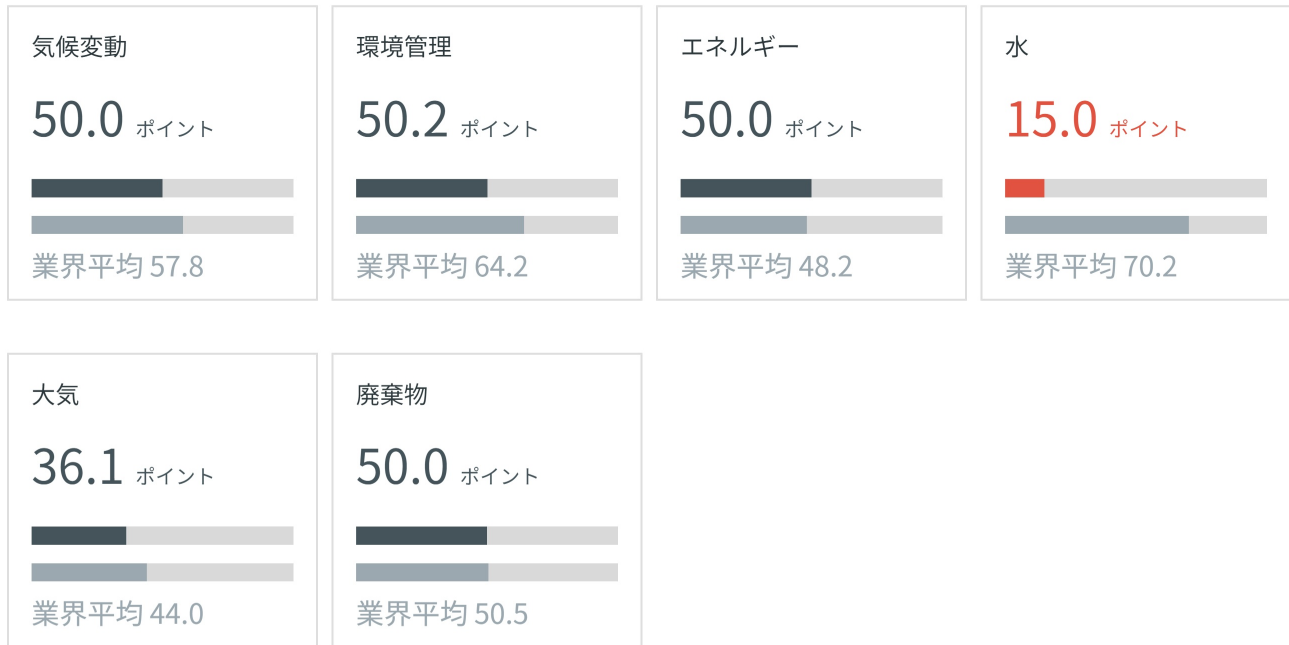 気候変動
50.0 ポイント
業界平均 57.8
環境管理
50.2 ポイント
業界平均 64.2
エネルギー
50.0 ポイント
業界平均 48.2
水
15.0 ポイント
業界平均 70.2
大気
36.1 ポイント
業界平均 44.0
廃棄物
50.0 ポイント
業界平均 50.5